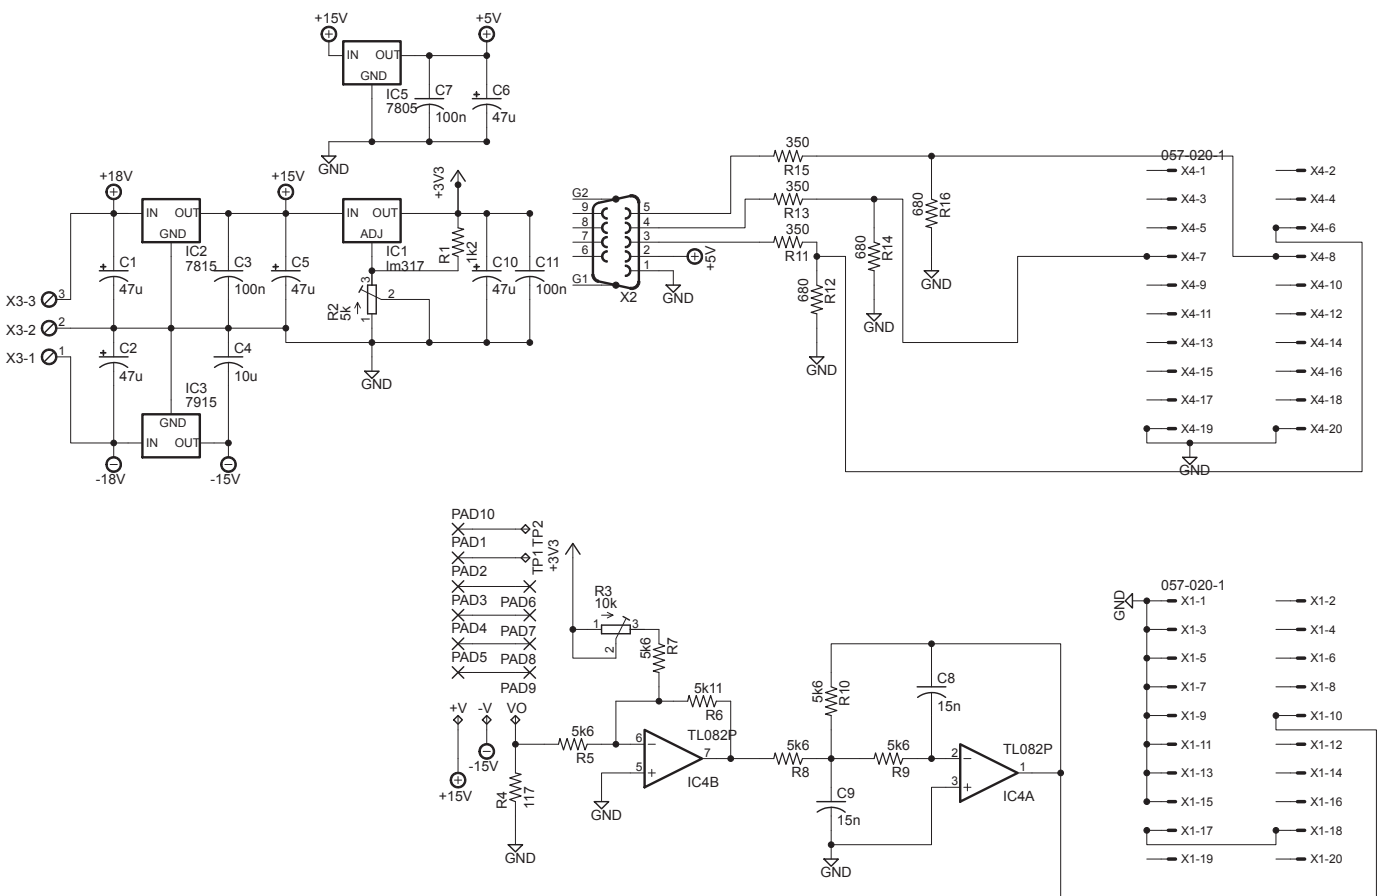 +15V
+5V
IN OUT
GND
IC5
7805
C7
100n
C6
47u
GND
+18V
+15V
+3V3
IN OUT
GND
IC2
7815
IN OUT
ADJ
IC1
lm317
R1
1k2
C1
47u
C3
100n
C5
47u
C10
47u
C11
100n
R2
5k
3
2
1
X3-3 3
X3-2 2
X3-1 1
C2
47u
C4
10u
IC3
7915
GND
IN OUT
-18V
-15V
GND
G2
9
8
7
6
G1
5
4
3
2
1
X2
+5V
GND
350
R15
350
R13
350
R11
680
R16
680
R14
680
R12
GND
GND
GND
057-020-1
X4-1 X4-2
X4-3 X4-4
X4-5 X4-6
X4-7 X4-8
X4-9 X4-10
X4-11 X4-12
X4-13 X4-14
X4-15 X4-16
X4-17 X4-18
X4-19 X4-20
GND
PAD10
TP2
PAD1
TP1
PAD2
PAD3 PAD6
PAD4 PAD7
PAD5 PAD8
PAD9
+3V3
R3
10k
1 3
2
5k6
R7
5k11
R6
+V -V VO
-15V
+15V
5k6
R5
R4
117
GND
GND
6
5
7
TL082P
IC4B
5k6
R8
5k6
R10
5k6
R9
C8
15n
C9
15n
GND
2
3
1
TL082P
IC4A
057-020-1
GND
X1-1 X1-2
X1-3 X1-4
X1-5 X1-6
X1-7 X1-8
X1-9 X1-10
X1-11 X1-12
X1-13 X1-14
X1-15 X1-16
X1-17 X1-18
X1-19 X1-20